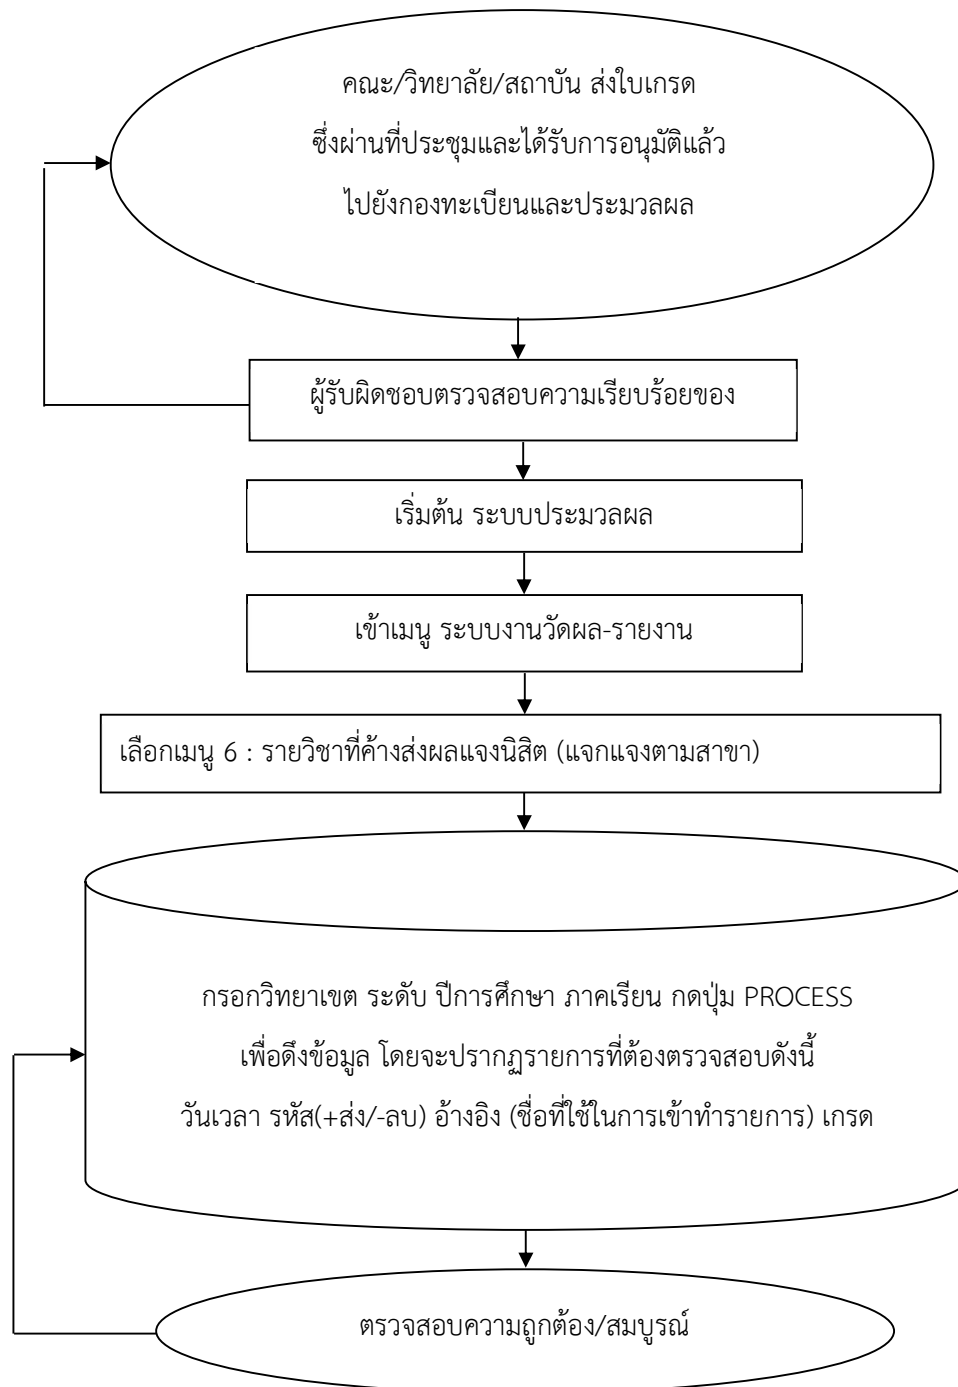 คณะ/วิทยาลัย/สถาบัน ส่งใบเกรด
ซึ่งผ่านที่ประชุมและได้รับการอนุมัติแล้ว
ไปยังกองทะเบียนและประมวลผล
ผู้รับผิดชอบตรวจสอบความเรียบร้อยของ
เริ่มต้น ระบบประมวลผล
เข้าเมนู ระบบงานวัดผล-รายงาน
เลือกเมนู 6 : รายวิชาที่ค้างส่งผลแจงนิสิต (แจกแจงตามสาขา)
กรอกวิทยาเขต ระดับ ปีการศึกษา ภาคเรียน กดปุ่ม PROCESS
เพื่อดึงข้อมูล โดยจะปรากฏรายการที่ต้องตรวจสอบดังนี้
วันเวลา รหัส(+ส่ง/-ลบ) อ้างอิง (ชื่อที่ใช้ในการเข้าทำรายการ) เกรด
ตรวจสอบความถูกต้อง/สมบูรณ์